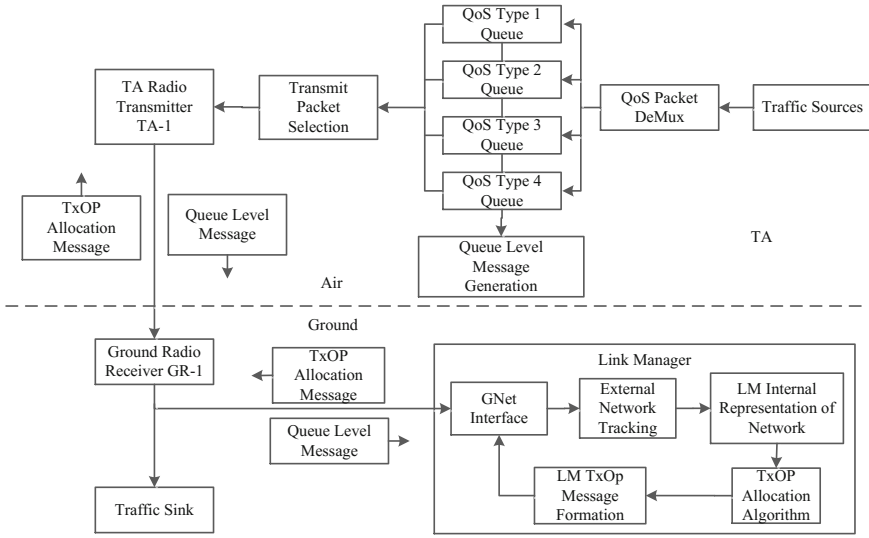 QoS Type 1
Queue
QoS Type 2
Queue
QoS Type 3
Queue
QoS Type 4
Queue
TA Radio
Transmitter
TA-1
Transmit
Packet
Selection
QoS Packet
DeMux
Traffic Sources
TxOP
Allocation
Message
Queue Level
Message
Queue Level
Message
Generation
TA
Air
Ground
Ground Radio
Receiver GR-1
TxOP
Allocation
Message
Queue Level
Message
Traffic Sink
Link Manager
GNet
Interface
External
Network
Tracking
LM Internal
Representation of
Network
LM TxOp
Message
Formation
TxOP
Allocation
Algorithm